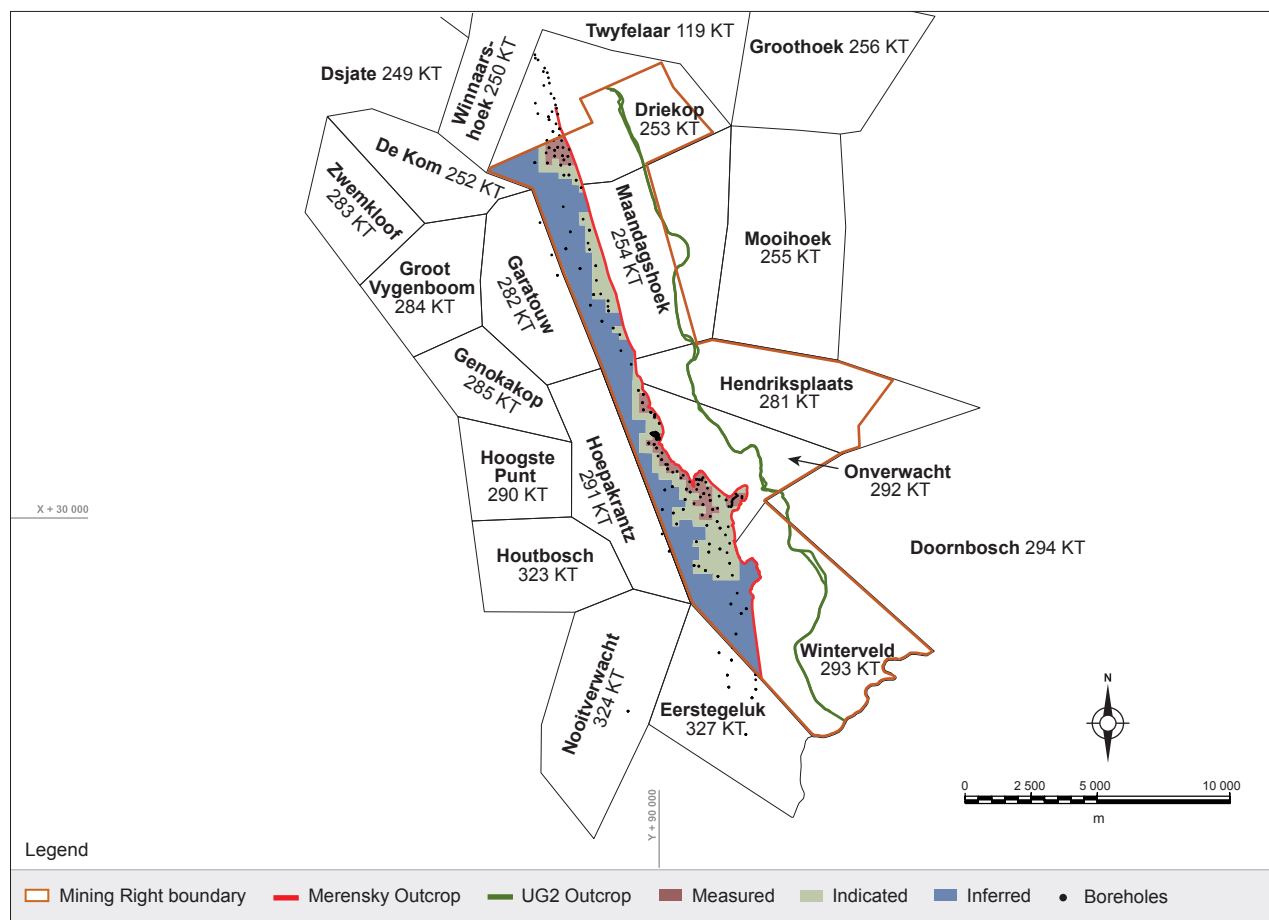 Twyfelaar 119 KT
Groothoek 256 KT
Dsjate 249 KT
Winnaars-
hoek 250 KT
Driekop
253 KT
De Kom 252 KT
Zwemkloof
283 KT
Maandagshoek
254 KT
Mooihoek
255 KT
Groot
Vygenboom
284 KT
Garatouw
282 KT
Genokakop
285 KT
Hendriksplaats
281 KT
Hoogste
Punt
290 KT
Hoepakrantz
291 KT
Onverwacht
292 KT
X + 30 000
Houtbosch
323 KT
Doornbosch 294 KT
Nooitverwacht
324 KT
Winterveld
293 KT
Eerstegeluk
327 KT
N
Y + 90 000
0 2 500 5 000 10 000
m
Legend
Mining Right boundary Merensky Outcrop UG2 Outcrop Measured Indicated Inferred Boreholes